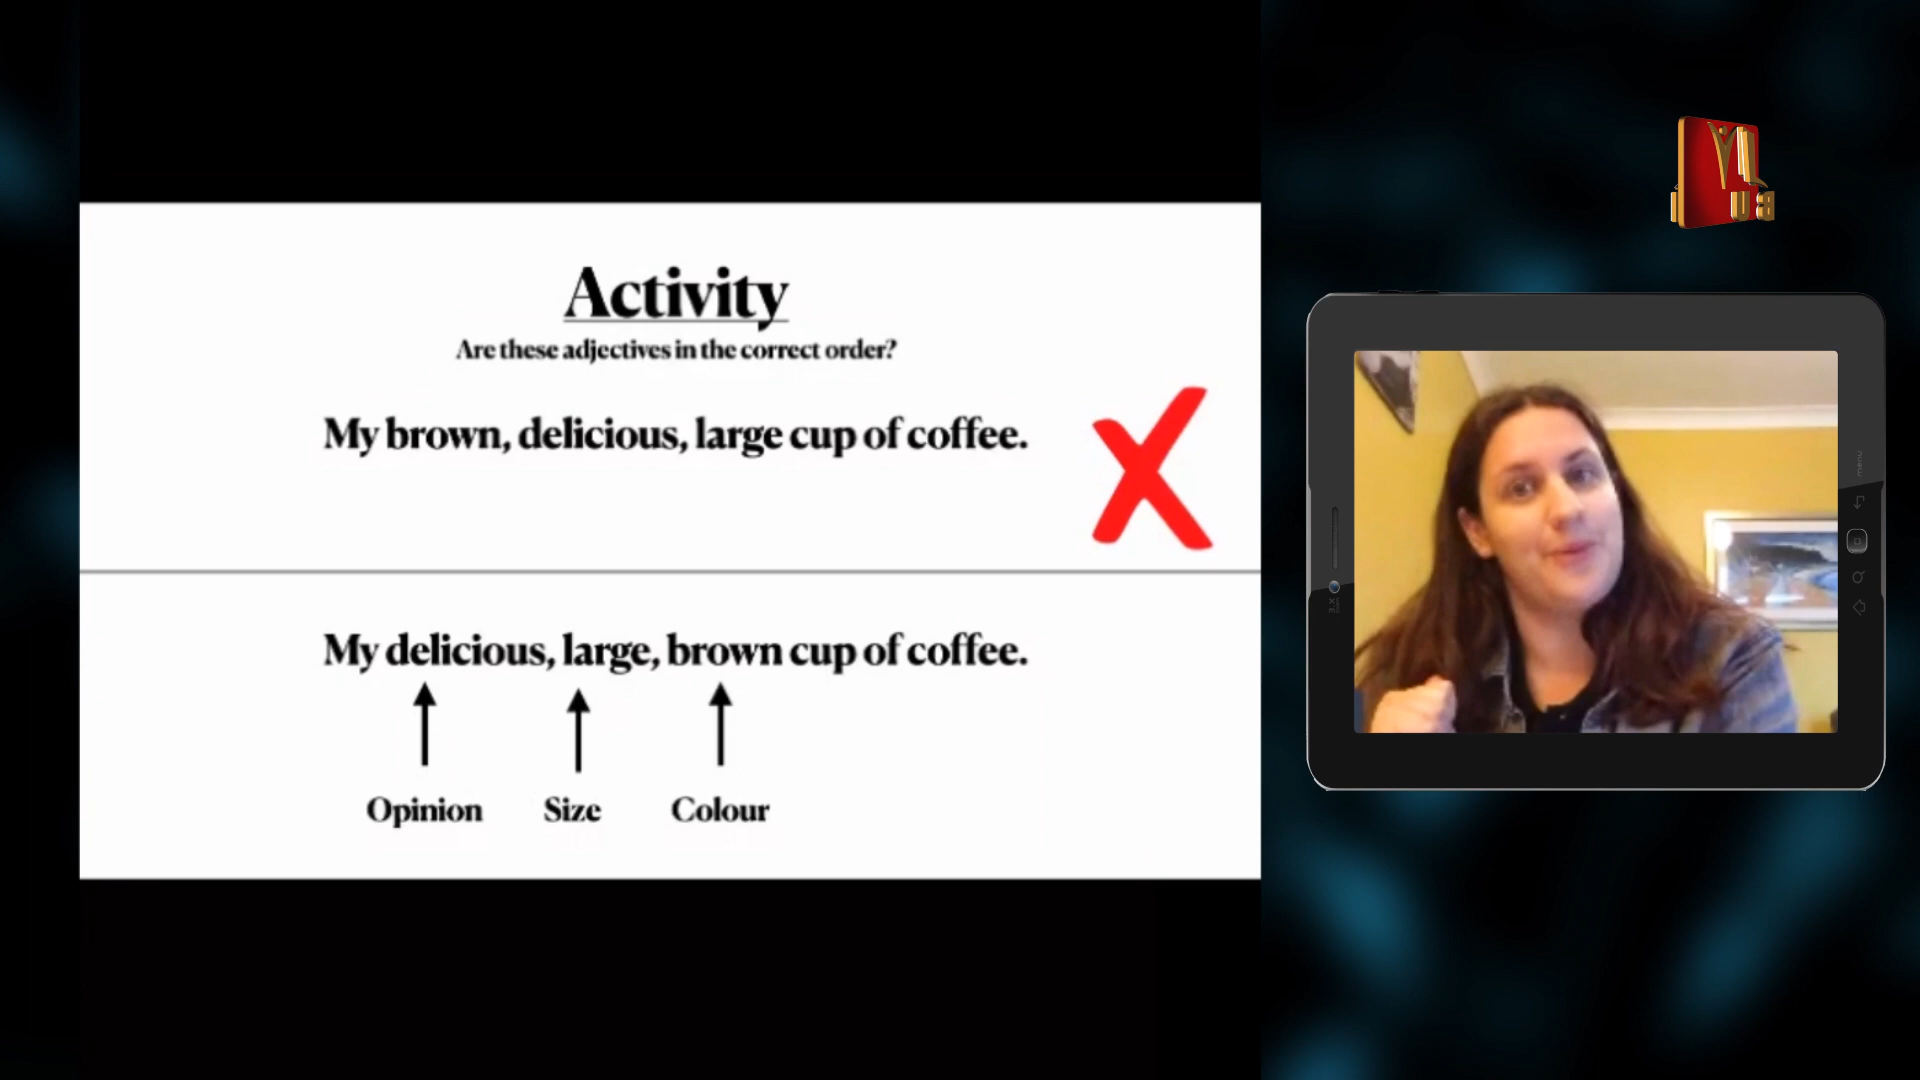 Activity
Are these adjectives in the correct order?
My brown, delicious, large cup of coffee.
My delicious, large, brown cup of coffee.
Opinion Size Colour
menu